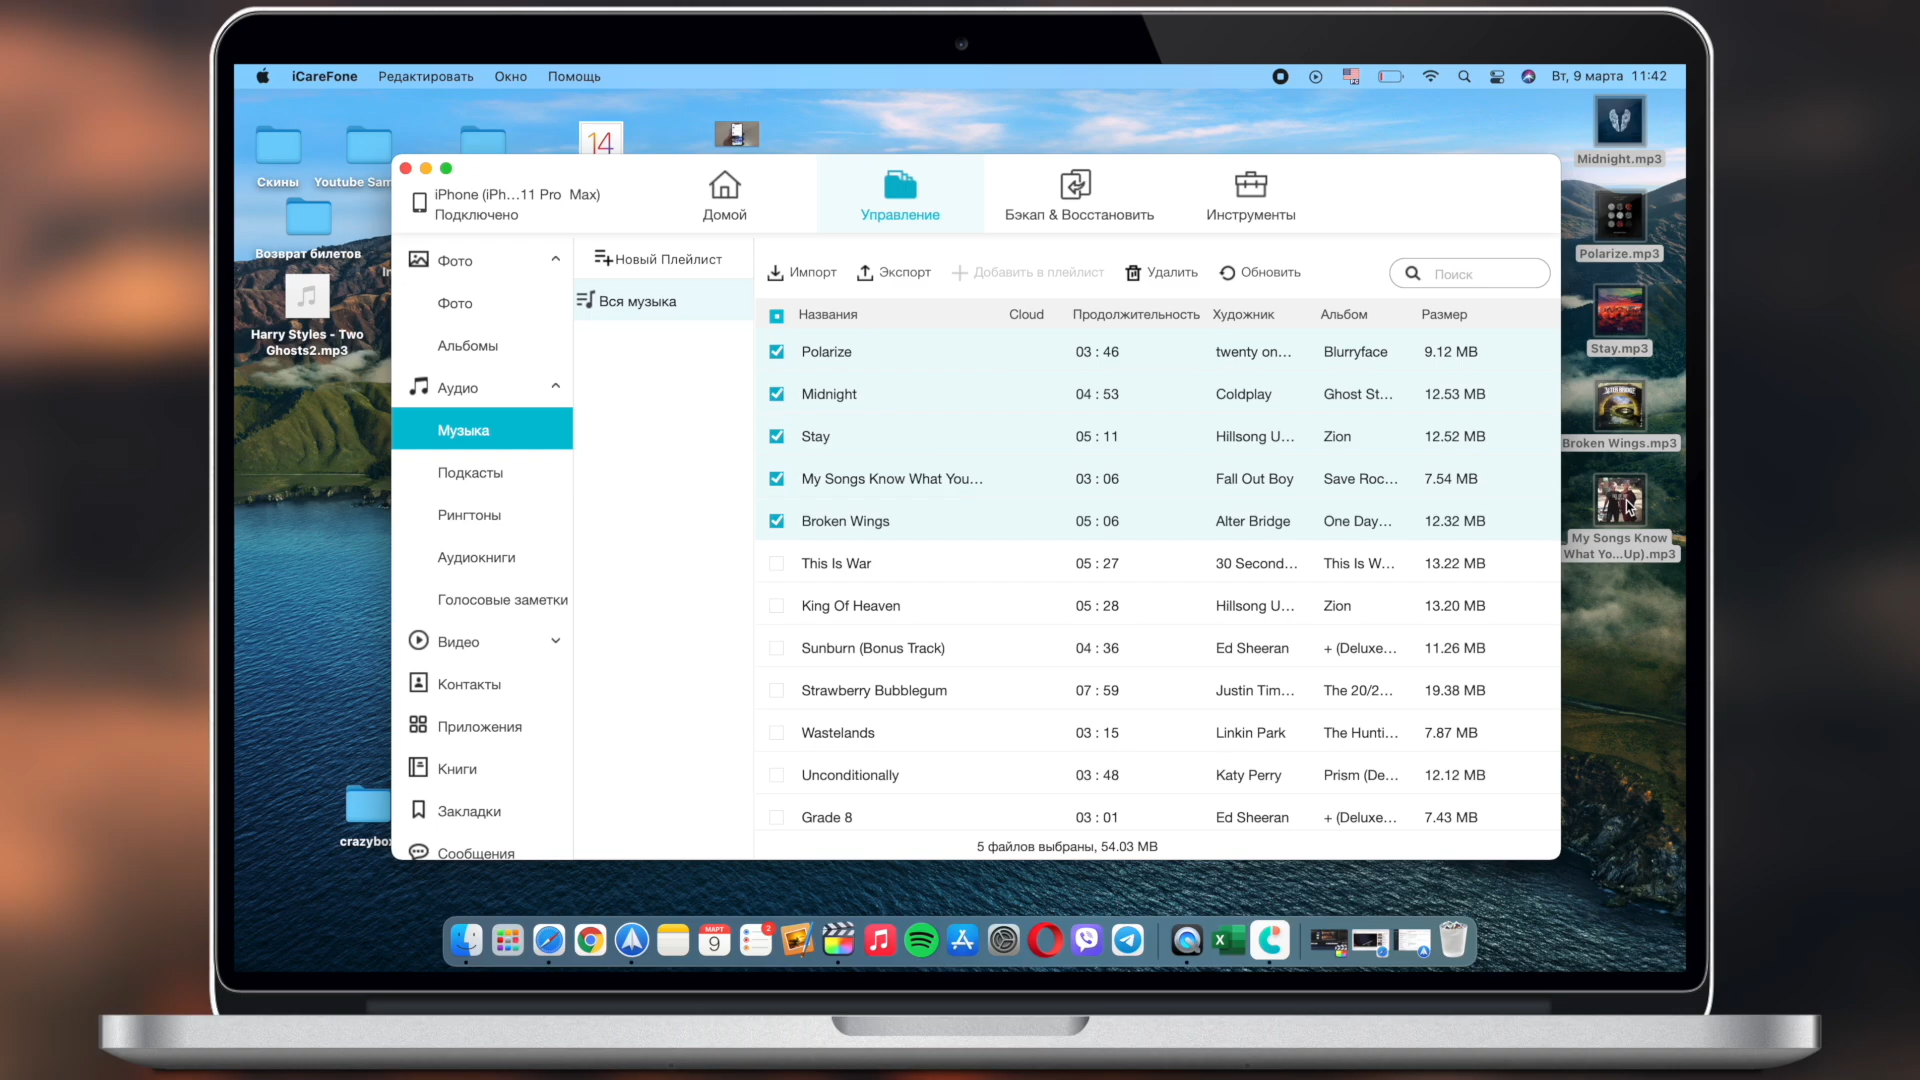 iCareFone Редактировать Окно Помощь
Вт, 9 марта 11:42
14
Скины
Youtube Sam
Возврат билетов
Harry Styles - Two
Ghosts2.mp3
crazybox
Midnight.mp3
Polarize.mp3
Stay.mp3
Broken Wings.mp3
My Songs Know
What Yo...Up).mp3
iPhone (iPh...11 Pro Max)
Подключено
Домой
Управление
Бэкап & Восстановить
Инструменты
Фото
Фото
Альбомы
Аудио
Музыка
Подкасты
Рингтоны
Аудиокниги
Голосовые заметки
Видео
Контакты
Приложения
Книги
Закладки
Сообщения
Новый Плейлист
Вся музыка
Импорт Экспорт Добавить в плейлист Удалить Обновить Поиск
Названия Cloud Продолжительность Художник Альбом Размер
Polarize 03 : 46 twenty on... Blurryface 9.12 MB
Midnight 04 : 53 Coldplay Ghost St... 12.53 MB
Stay 05 : 11 Hillsong U... Zion 12.52 MB
My Songs Know What You... 03 : 06 Fall Out Boy Save Roc... 7.54 MB
Broken Wings 05 : 06 Alter Bridge One Day... 12.32 MB
This Is War 05 : 27 30 Second... This Is W... 13.22 MB
King Of Heaven 05 : 28 Hillsong U... Zion 13.20 MB
Sunburn (Bonus Track) 04 : 36 Ed Sheeran + (Deluxe... 11.26 MB
Strawberry Bubblegum 07 : 59 Justin Tim... The 20/2... 19.38 MB
Wastelands 03 : 15 Linkin Park The Hunti... 7.87 MB
Unconditionally 03 : 48 Katy Perry Prism (De... 12.12 MB
Grade 8 03 : 01 Ed Sheeran + (Deluxe... 7.43 MB
5 файлов выбраны, 54.03 MB
МАРТ
9
2